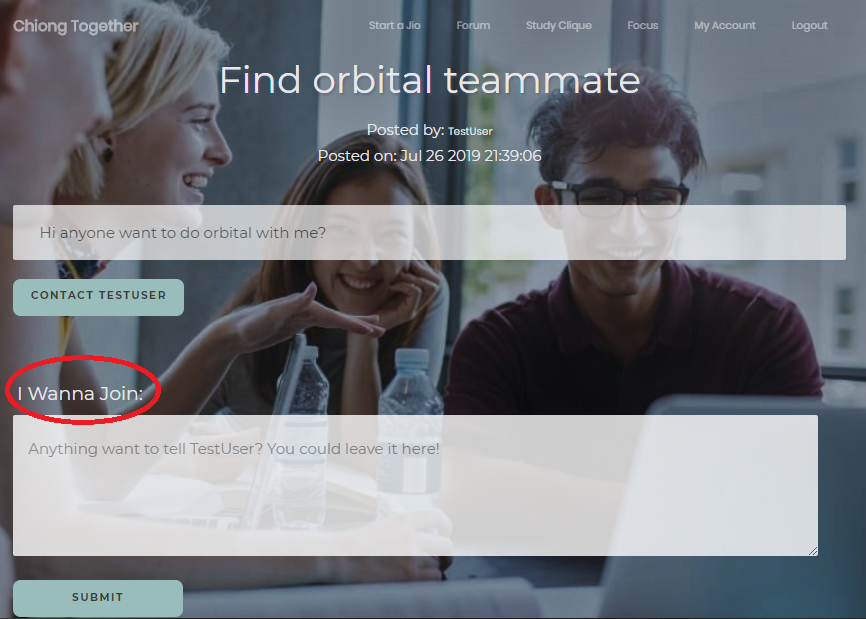 Chiong Together Start a Jio Forum Study Clique Focus My Account Logout
Find orbital teammate
Posted by: TestUser
Posted on: Jul 26 2019 21:39:06
Hi anyone want to do orbital with me?
CONTACT TESTUSER
I Wanna Join:
Anything want to tell TestUser? You could leave it here!
SUBMIT